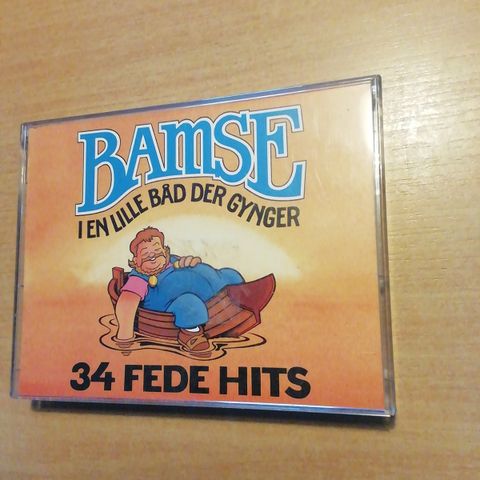 BAMSE
I EN LILLE BÅD DER GYNGER
34 FEDE HITS